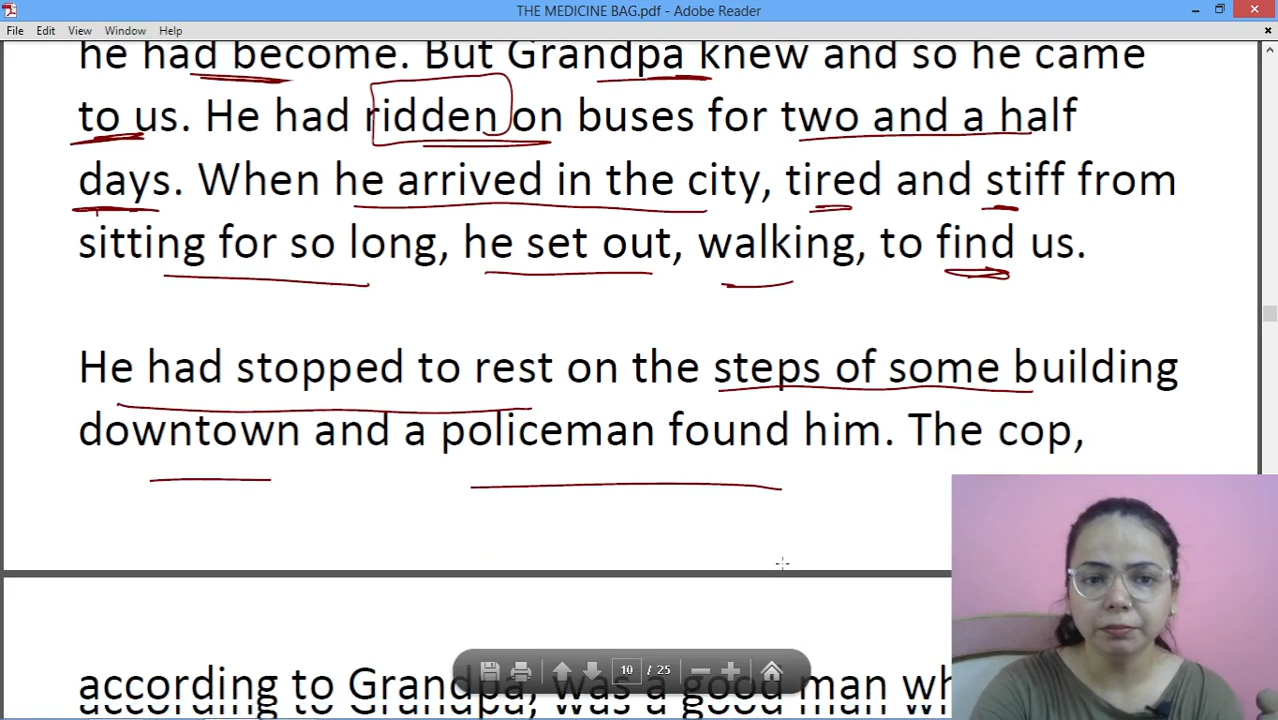 THE MEDICINE BAG.pdf - Adobe Reader
File Edit View Window Help
he had become. But Grandpa knew and so he came
to us. He had ridden on buses for two and a half
days. When he arrived in the city, tired and stiff from
sitting for so long, he set out, walking, to find us.
He had stopped to rest on the steps of some building
downtown and a policeman found him. The cop,
10 / 25
according to Grandpa, was a good man